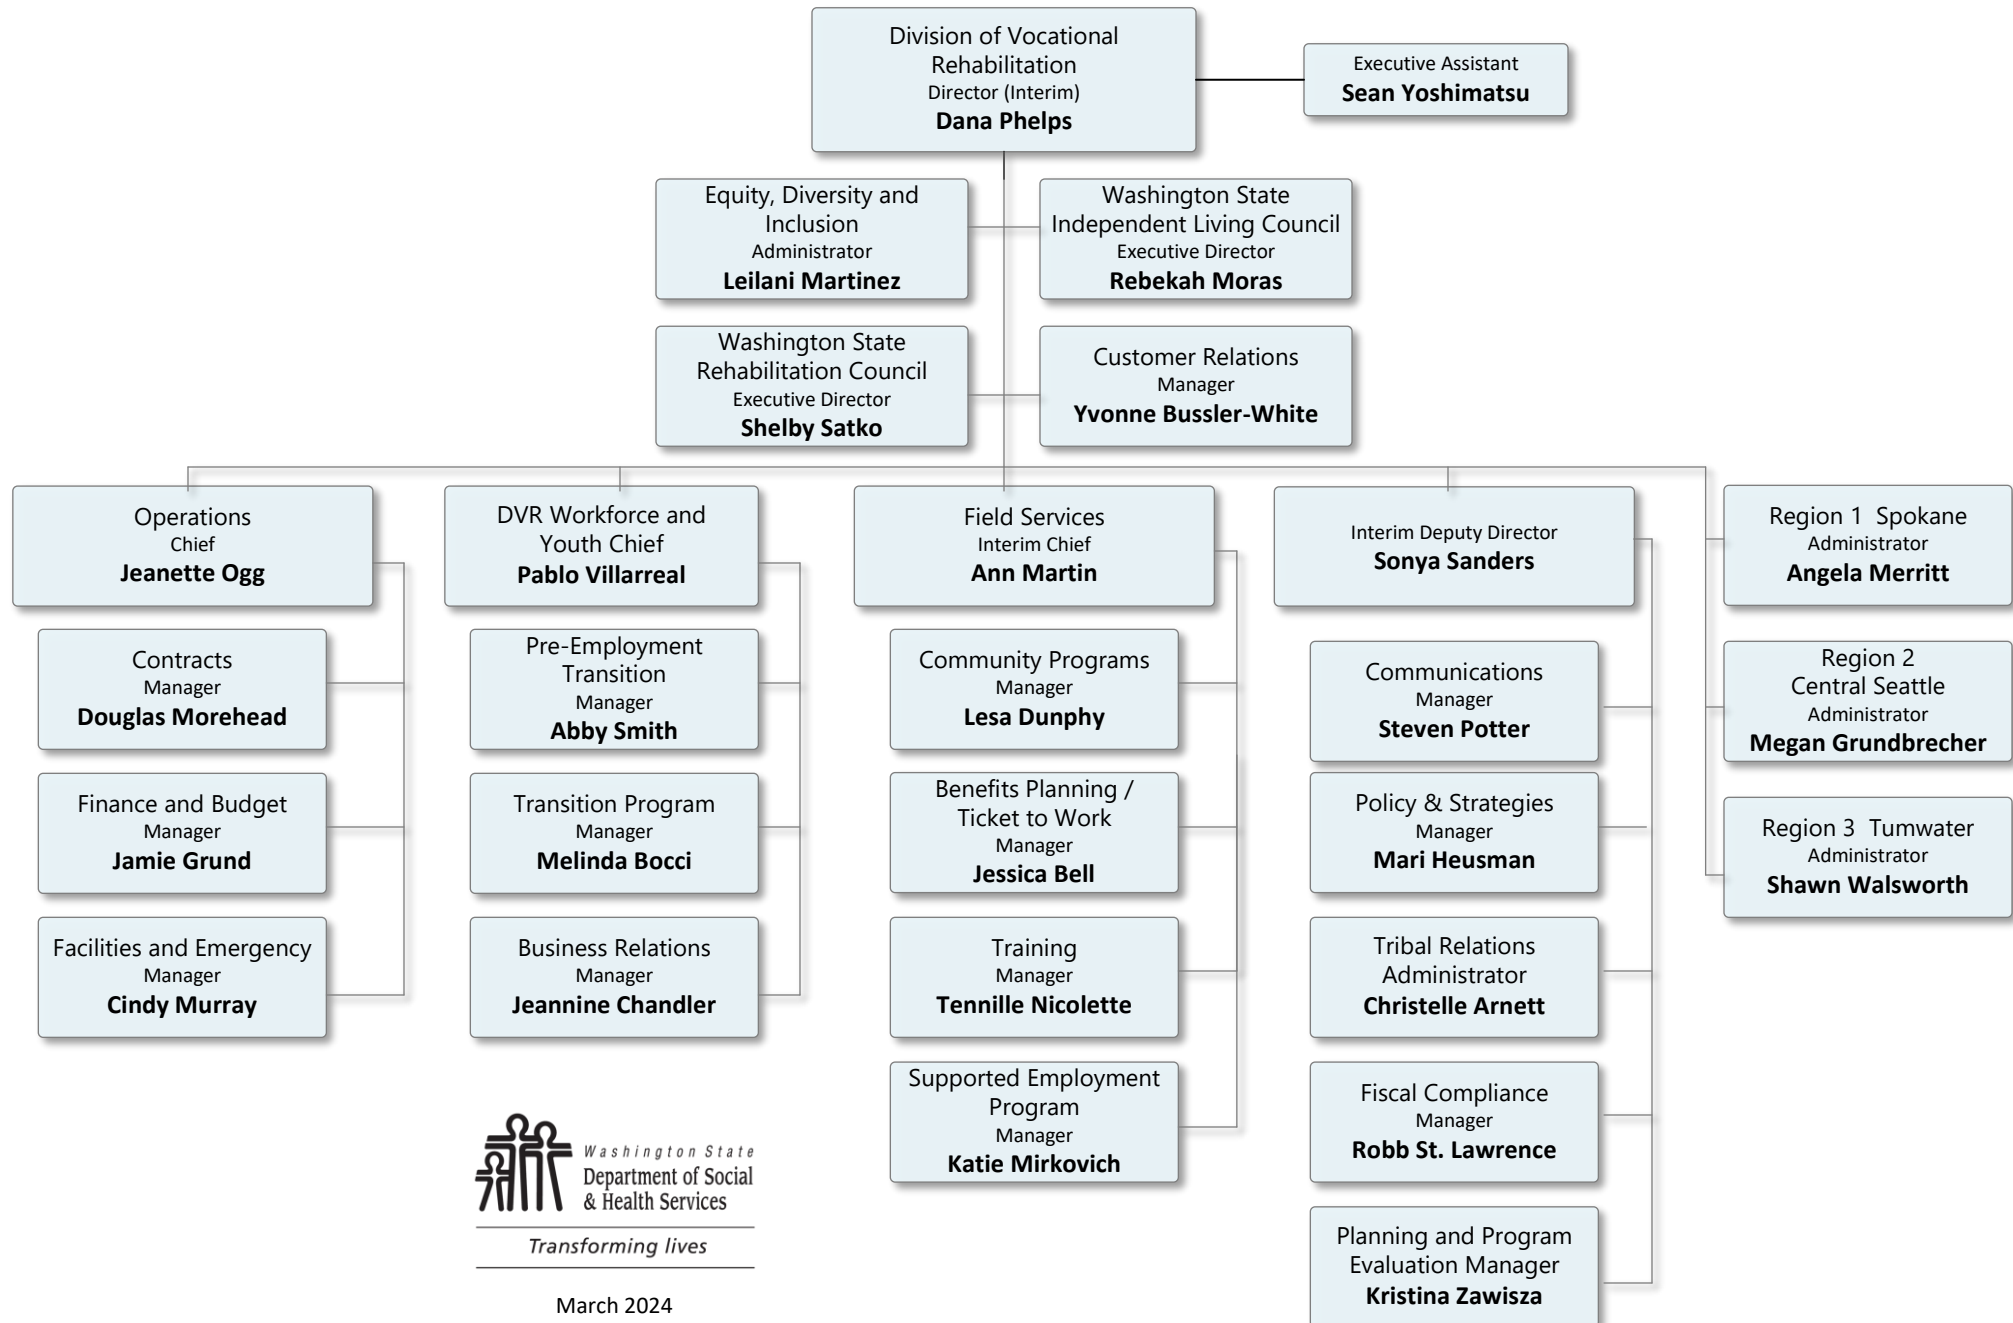 Division of Vocational
Rehabilitation
Director (Interim)
Dana Phelps
Executive Assistant
Sean Yoshimatsu
Equity, Diversity and
Inclusion
Administrator
Leilani Martinez
Washington State
Independent Living Council
Executive Director
Rebekah Moras
Washington State
Rehabilitation Council
Executive Director
Shelby Satko
Customer Relations
Manager
Yvonne Bussler-White
Operations
Chief
Jeanette Ogg
Contracts
Manager
Douglas Morehead
Finance and Budget
Manager
Jamie Grund
Facilities and Emergency
Manager
Cindy Murray
DVR Workforce and
Youth Chief
Pablo Villarreal
Pre-Employment
Transition
Manager
Abby Smith
Transition Program
Manager
Melinda Bocci
Business Relations
Manager
Jeannine Chandler
Field Services
Interim Chief
Ann Martin
Community Programs
Manager
Lesa Dunphy
Benefits Planning /
Ticket to Work
Manager
Jessica Bell
Training
Manager
Tennille Nicolette
Supported Employment
Program
Manager
Katie Mirkovich
Interim Deputy Director
Sonya Sanders
Communications
Manager
Steven Potter
Policy & Strategies
Manager
Mari Heusman
Tribal Relations
Administrator
Christelle Arnett
Fiscal Compliance
Manager
Robb St. Lawrence
Planning and Program
Evaluation Manager
Kristina Zawisza
Region 1 Spokane
Administrator
Angela Merritt
Region 2
Central Seattle
Administrator
Megan Grundbrecher
Region 3 Tumwater
Administrator
Shawn Walsworth
Washington State
Department of Social
& Health Services
Transforming lives
March 2024